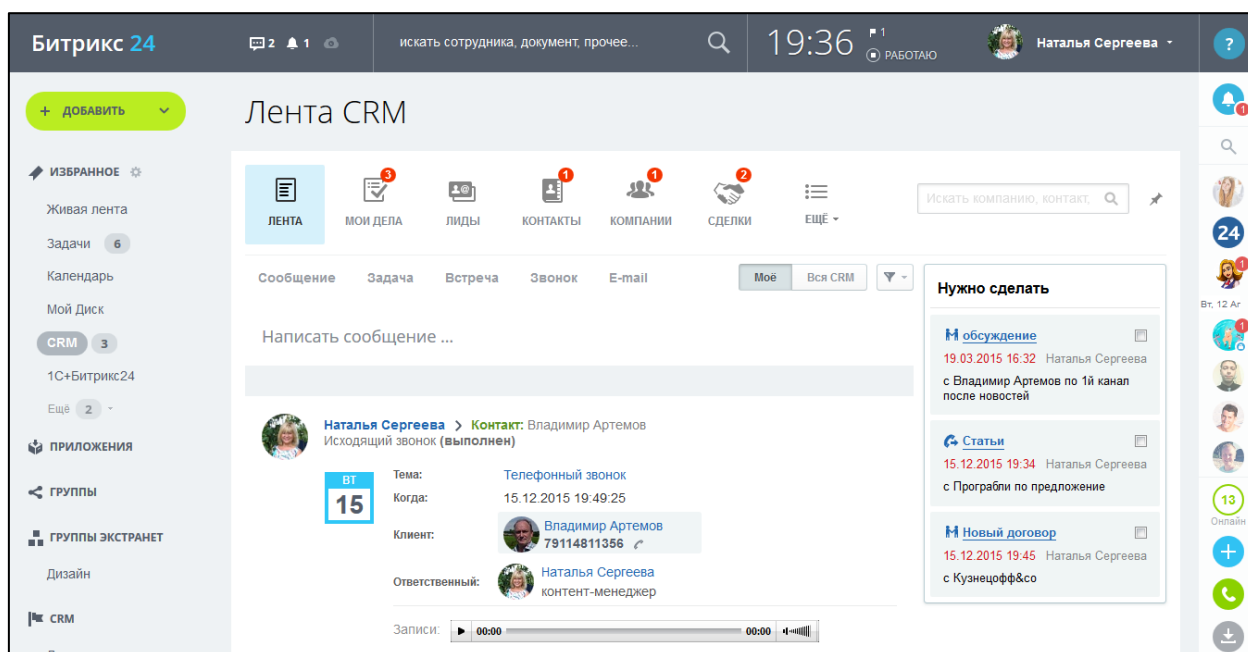 Битрикс 24
2 1
искать сотрудника, документ, прочее...
19:36
1
РАБОТАЮ
Наталья Сергеева
?
+ ДОБАВИТЬ
ИЗБРАННОЕ
Живая лента
Задачи 6
Календарь
Мой Диск
CRM 3
1С+Битрикс24
Ещё 2
ПРИЛОЖЕНИЯ
ГРУППЫ
ГРУППЫ ЭКСТРАНЕТ
Дизайн
CRM
Лента CRM
ЛЕНТА
3
МОИ ДЕЛА
ЛИДЫ
1
КОНТАКТЫ
1
КОМПАНИИ
2
СДЕЛКИ
ЕЩЁ
Искать компанию, контакт,
Сообщение Задача Встреча Звонок E-mail
Моё Вся CRM
Написать сообщение ...
Наталья Сергеева > Контакт: Владимир Артемов
Исходящий звонок (выполнен)
ВТ
15
Тема: Телефонный звонок
Когда: 15.12.2015 19:49:25
Клиент: Владимир Артемов
79114811356
Ответственный: Наталья Сергеева
контент-менеджер
Записи: 00:00 00:00
Нужно сделать
обсуждение
19.03.2015 16:32 Наталья Сергеева
с Владимир Артемов по 1й канал
после новостей
Статьи
15.12.2015 19:34 Наталья Сергеева
с Програбли по предложение
Новый договор
15.12.2015 19:45 Наталья Сергеева
с Кузнецофф&co
1
24
1
Вт, 12 Аг
1
13
Онлайн